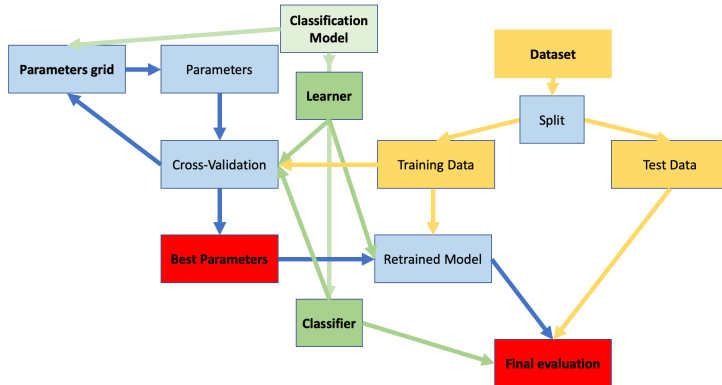 Classification
Model
Parameters grid
Parameters
Dataset
Learner
Split
Cross-Validation
Training Data
Test Data
Best Parameters
Retrained Model
Classifier
Final evaluation